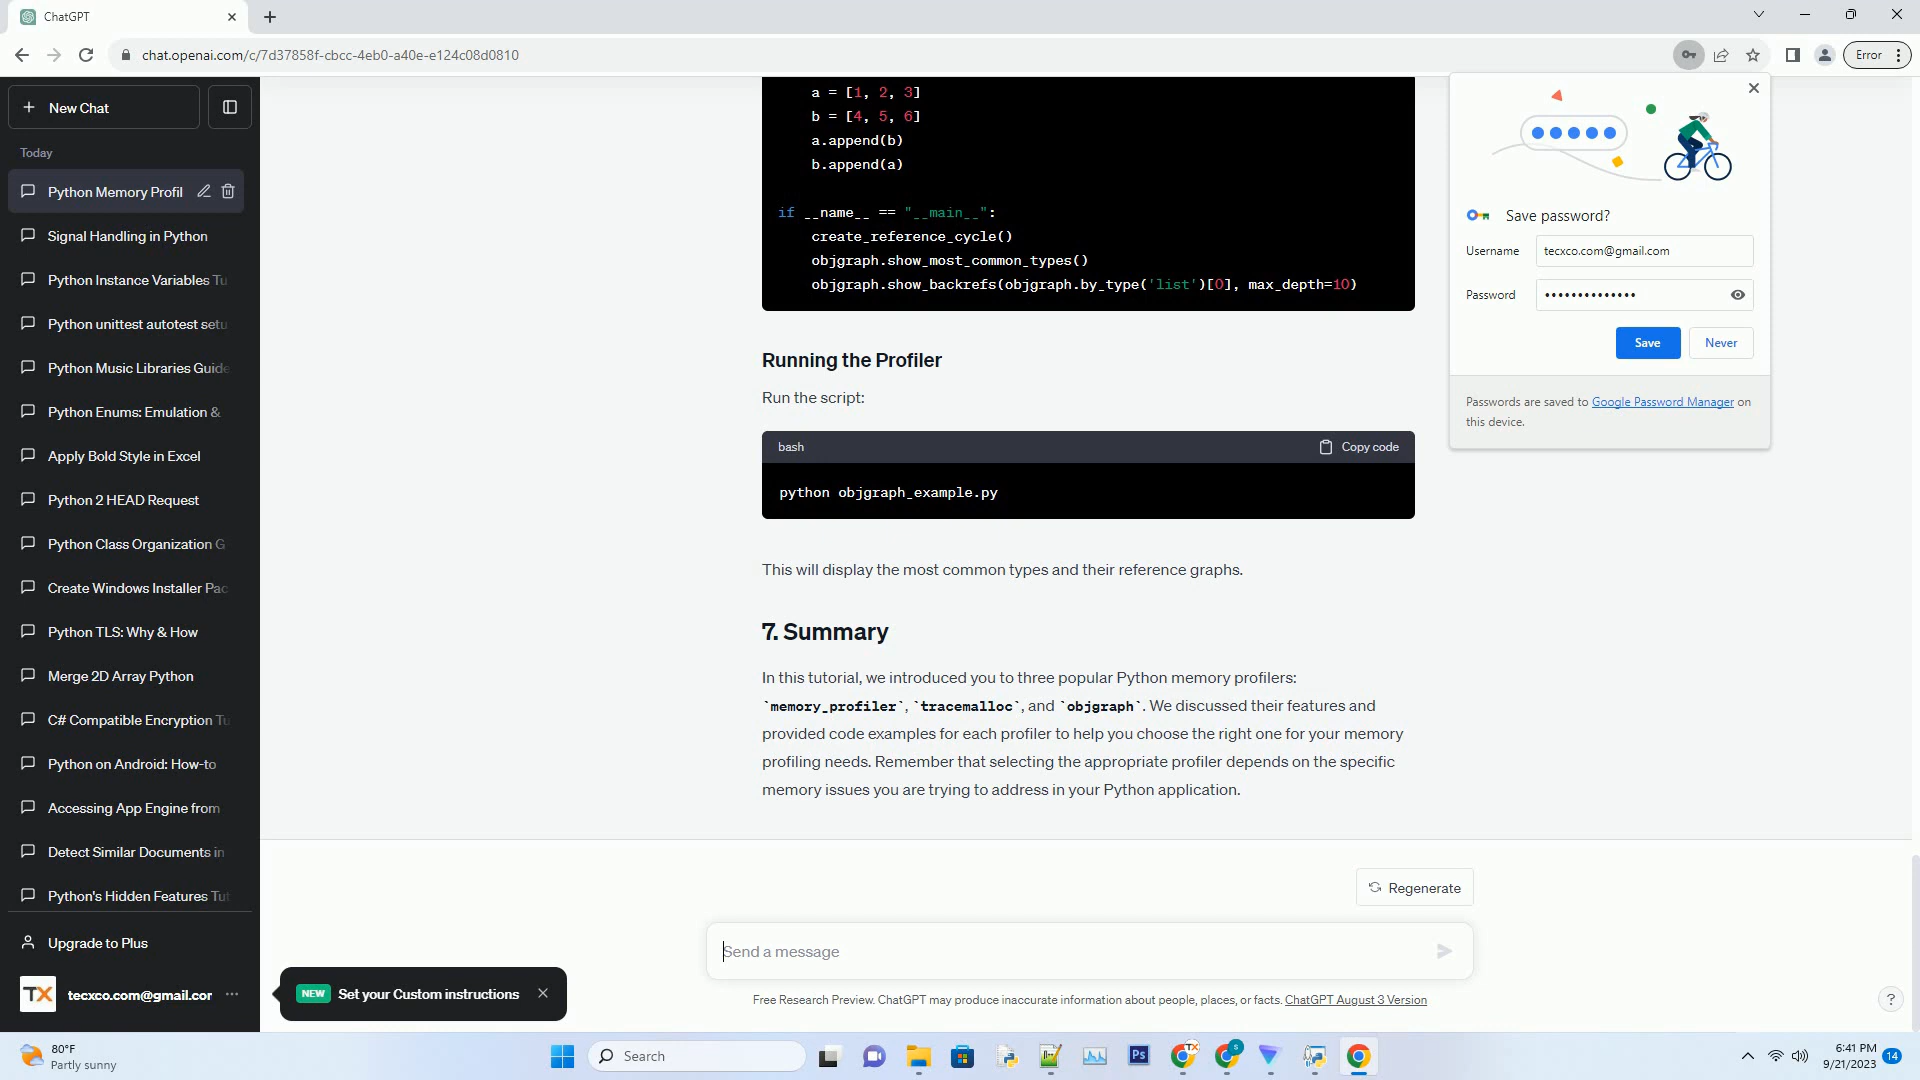 ChatGPT
chat.openai.com/c/7d37858f-cbcc-4eb0-a40e-e124c08d0810
Error
New Chat
Today
Python Memory Profil
Signal Handling in Python
Python Instance Variables Tu
Python unittest autotest setu
Python Music Libraries Guide
Python Enums: Emulation &
Apply Bold Style in Excel
Python 2 HEAD Request
Python Class Organization G
Create Windows Installer Pac
Python TLS: Why & How
Merge 2D Array Python
C# Compatible Encryption Tu
Python on Android: How-to
Accessing App Engine from
Detect Similar Documents in
Python's Hidden Features Tut
Upgrade to Plus
TX tecxco.com@gmail.cor
NEW Set your Custom instructions
a = [1, 2, 3]
b = [4, 5, 6]
a.append(b)
b.append(a)
if __name__ == "__main__":
create_reference_cycle()
objgraph.show_most_common_types()
objgraph.show_backrefs(objgraph.by_type('list')[0], max_depth=10)
Running the Profiler
Run the script:
bash
Copy code
python objgraph_example.py
This will display the most common types and their reference graphs.
7. Summary
In this tutorial, we introduced you to three popular Python memory profilers:
`memory_profiler`, `tracemalloc`, and `objgraph`. We discussed their features and
provided code examples for each profiler to help you choose the right one for your memory
profiling needs. Remember that selecting the appropriate profiler depends on the specific
memory issues you are trying to address in your Python application.
Regenerate
Send a message
Free Research Preview. ChatGPT may produce inaccurate information about people, places, or facts. ChatGPT August 3 Version
?
Save password?
Username tecxco.com@gmail.com
Password ••••••••••••••
Save
Never
Passwords are saved to Google Password Manager on
this device.
80°F
Partly sunny
Search
Ps
TX
S
6:41 PM
9/21/2023
14